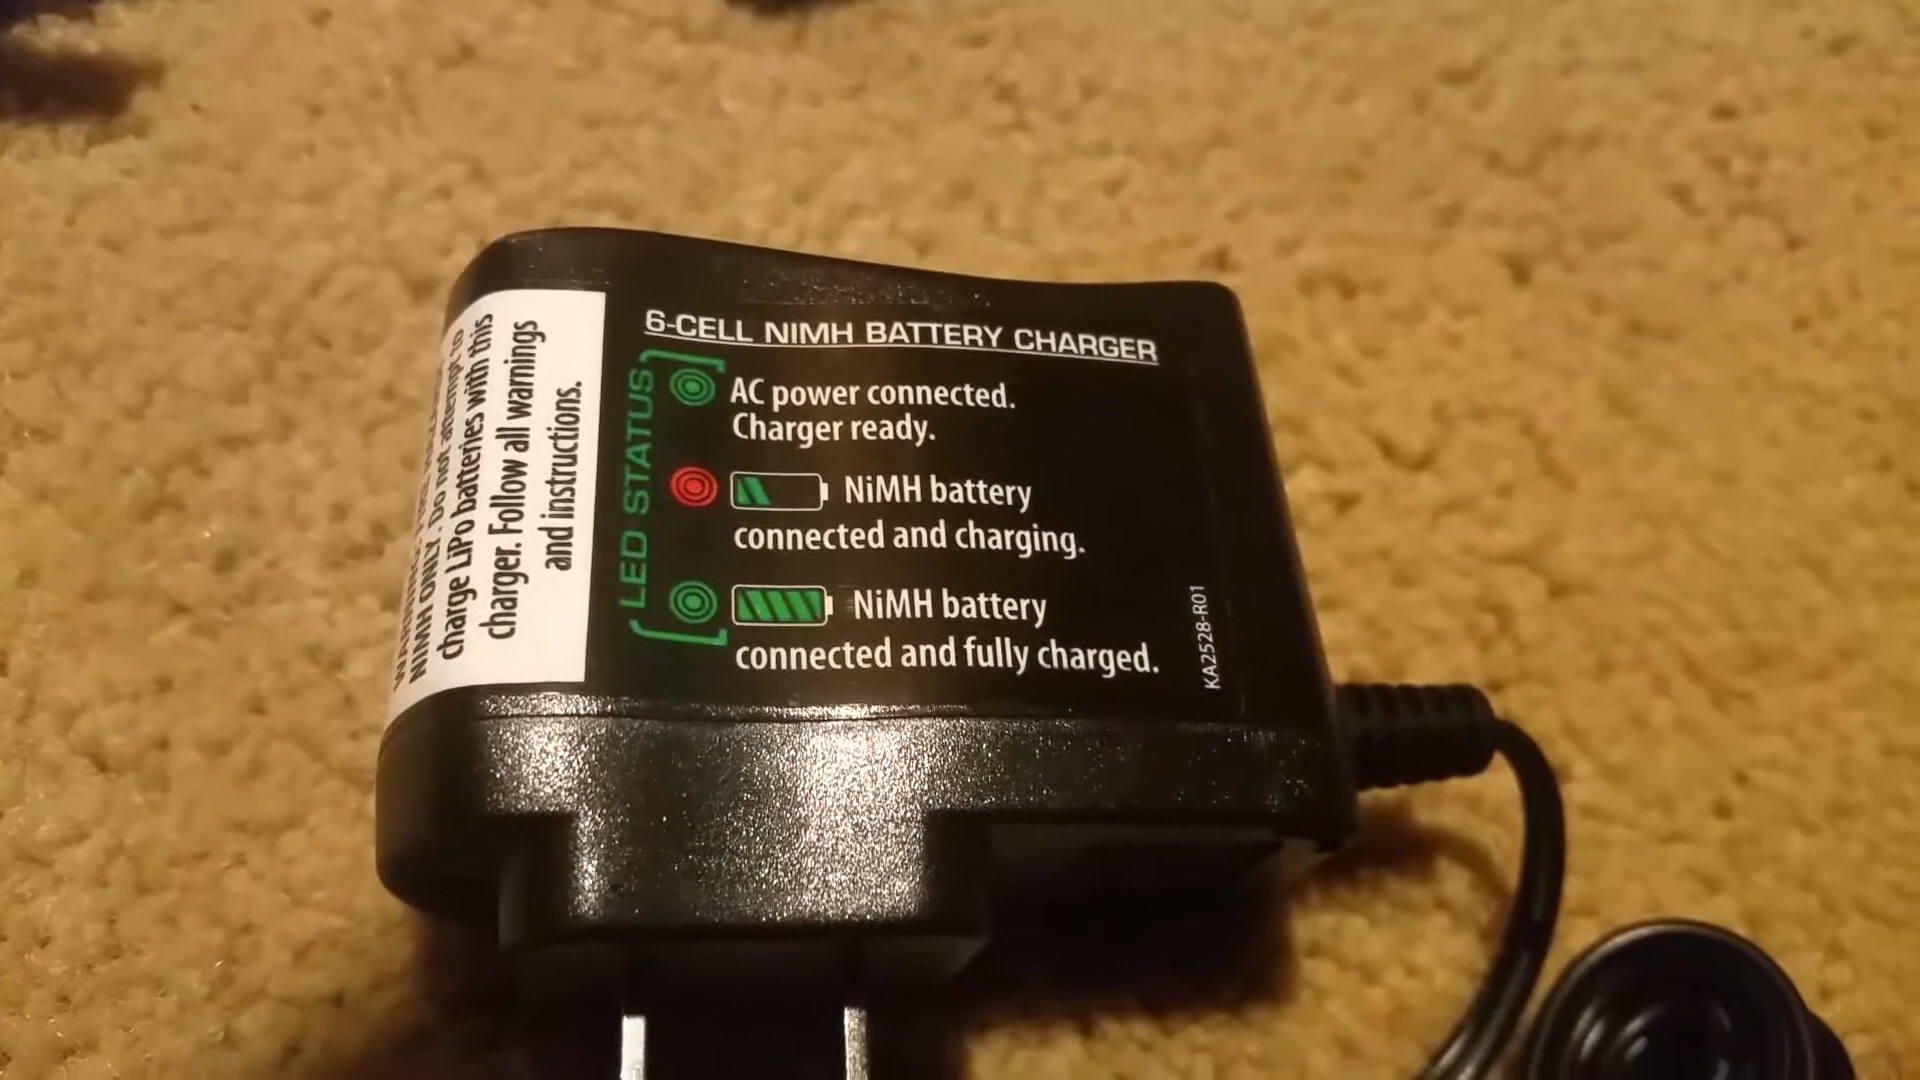 6-CELL NIMH BATTERY CHARGER
LED STATUS
AC power connected.
Charger ready.
NiMH battery
connected and charging.
NiMH battery
connected and fully charged.
KA2528-R01
NiMH ONLY. Do not attempt to
charge LiPo batteries with this
charger. Follow all warnings
and instructions.